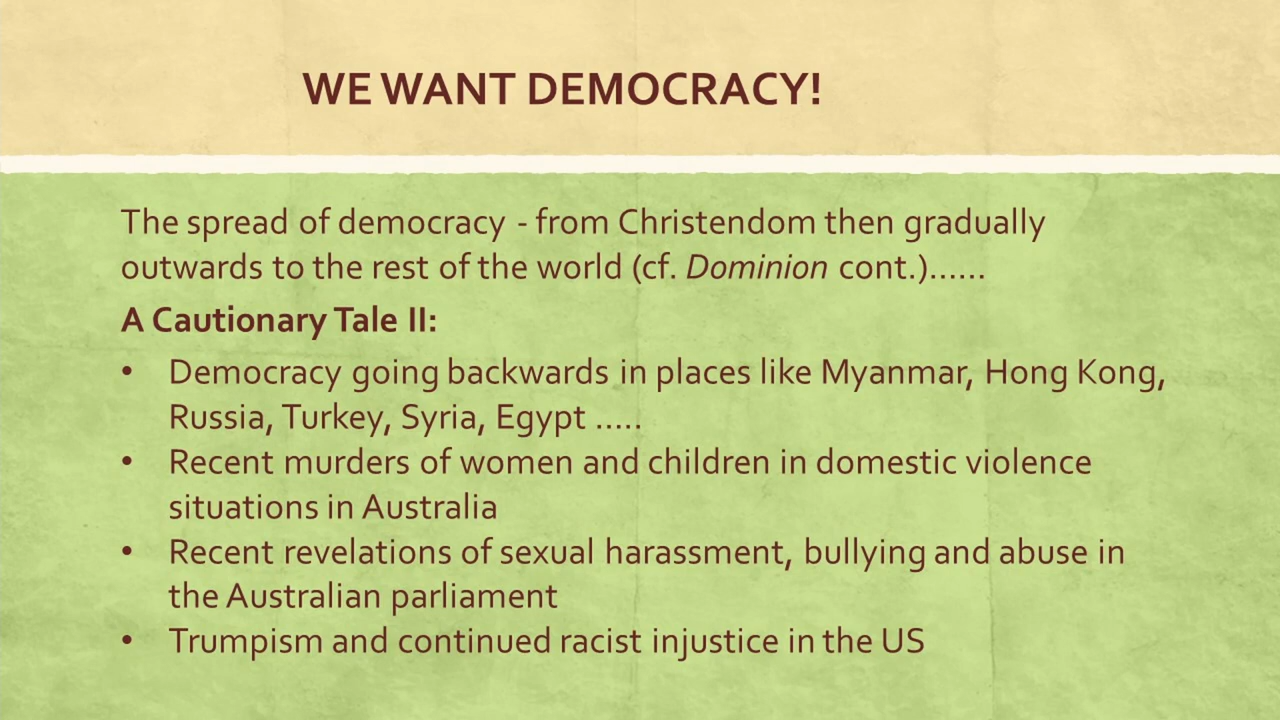 WE WANT DEMOCRACY!
The spread of democracy - from Christendom then gradually
outwards to the rest of the world (cf. Dominion cont.)......
A Cautionary Tale II:
• Democracy going backwards in places like Myanmar, Hong Kong,
Russia, Turkey, Syria, Egypt .....
• Recent murders of women and children in domestic violence
situations in Australia
• Recent revelations of sexual harassment, bullying and abuse in
the Australian parliament
• Trumpism and continued racist injustice in the US